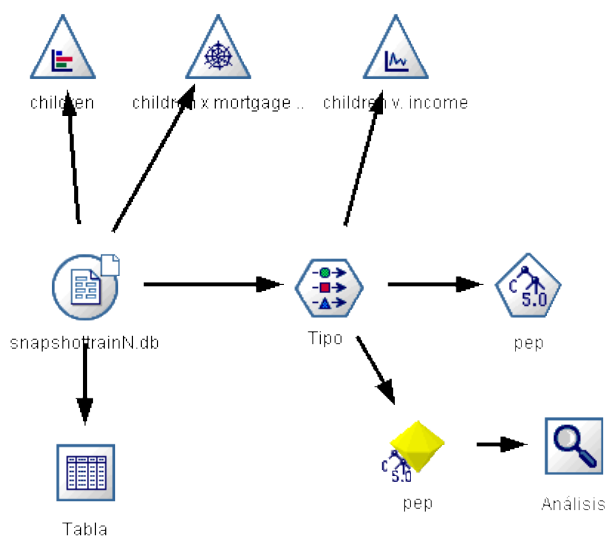 children
children x mortgage ..
children v. income
snapshottrainN.db
Tipo
C 5.0
pep
Tabla
C 5.0
pep
Análisis